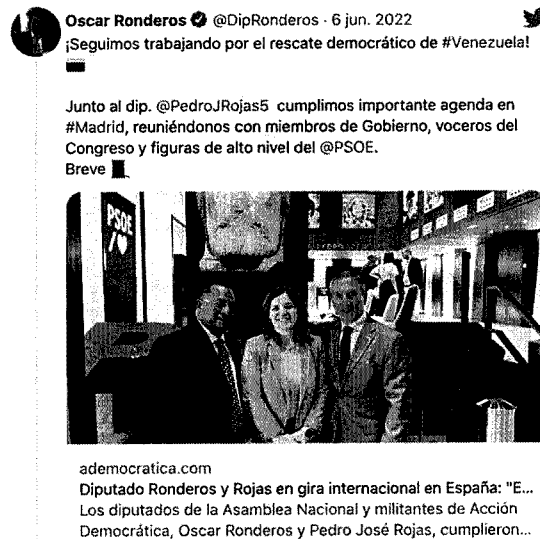 Oscar Ronderos @DipRonderos · 6 jun. 2022
¡Seguimos trabajando por el rescate democrático de #Venezuela!
Junto al dip. @PedroJRojas5 cumplimos importante agenda en
#Madrid, reuniéndonos con miembros de Gobierno, voceros del
Congreso y figuras de alto nivel del @PSOE.
Breve
PSOE
ademocratica.com
Diputado Ronderos y Rojas en gira internacional en España: "E...
Los diputados de la Asamblea Nacional y militantes de Acción
Democrática, Oscar Ronderos y Pedro José Rojas, cumplieron...